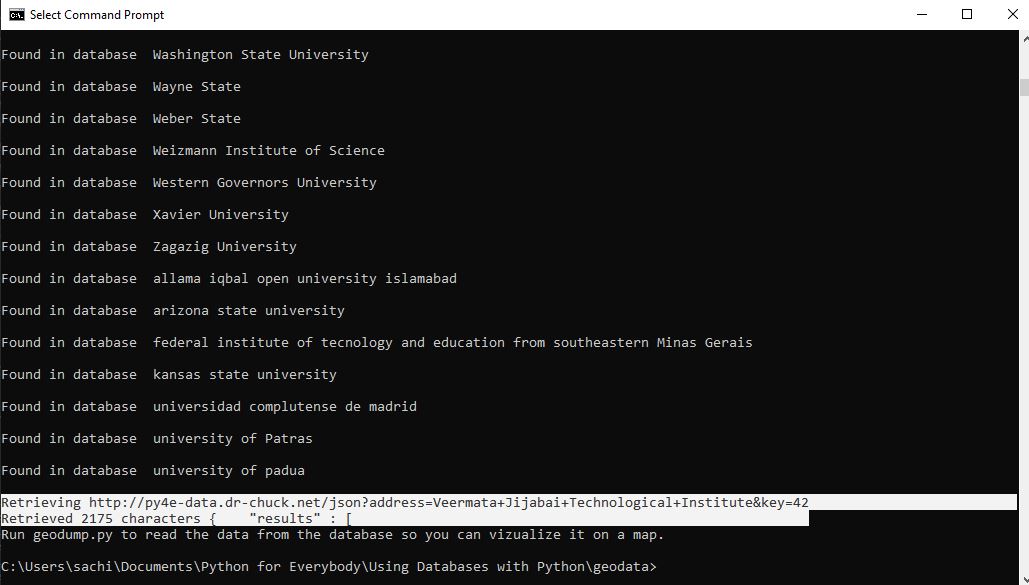 Select Command Prompt
Found in database  Washington State University
Found in database  Wayne State
Found in database  Weber State
Found in database  Weizmann Institute of Science
Found in database  Western Governors University
Found in database  Xavier University
Found in database  Zagazig University
Found in database  allama iqbal open university islamabad
Found in database  arizona state university
Found in database  federal institute of tecnology and education from southeastern Minas Gerais
Found in database  kansas state university
Found in database  universidad complutense de madrid
Found in database  university of Patras
Found in database  university of padua
Retrieving http://py4e-data.dr-chuck.net/json?address=Veermata+Jijabai+Technological+Institute&key=42
Retrieved 2175 characters {    "results" : [
Run geodump.py to read the data from the database so you can vizualize it on a map.
C:\Users\sachi\Documents\Python for Everybody\Using Databases with Python\geodata>